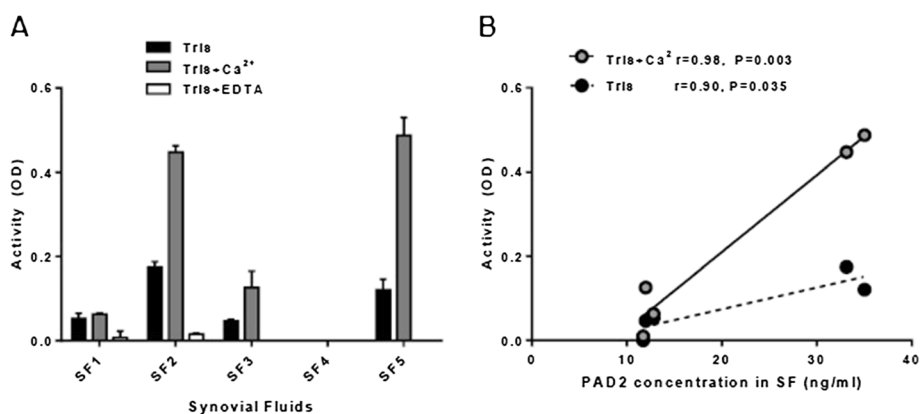 A
Tris
Tris+Ca2+
Tris+EDTA
Activity (OD)
0.6
0.4
0.2
0.0
SF1
SF2
SF3
SF4
SF5
Synovial Fluids
B
Tris+Ca2 r=0.98, P=0.003
Tris r=0.90, P=0.035
Activity (OD)
0.6
0.4
0.2
0.0
0
10
20
30
40
PAD2 concentration in SF (ng/ml)